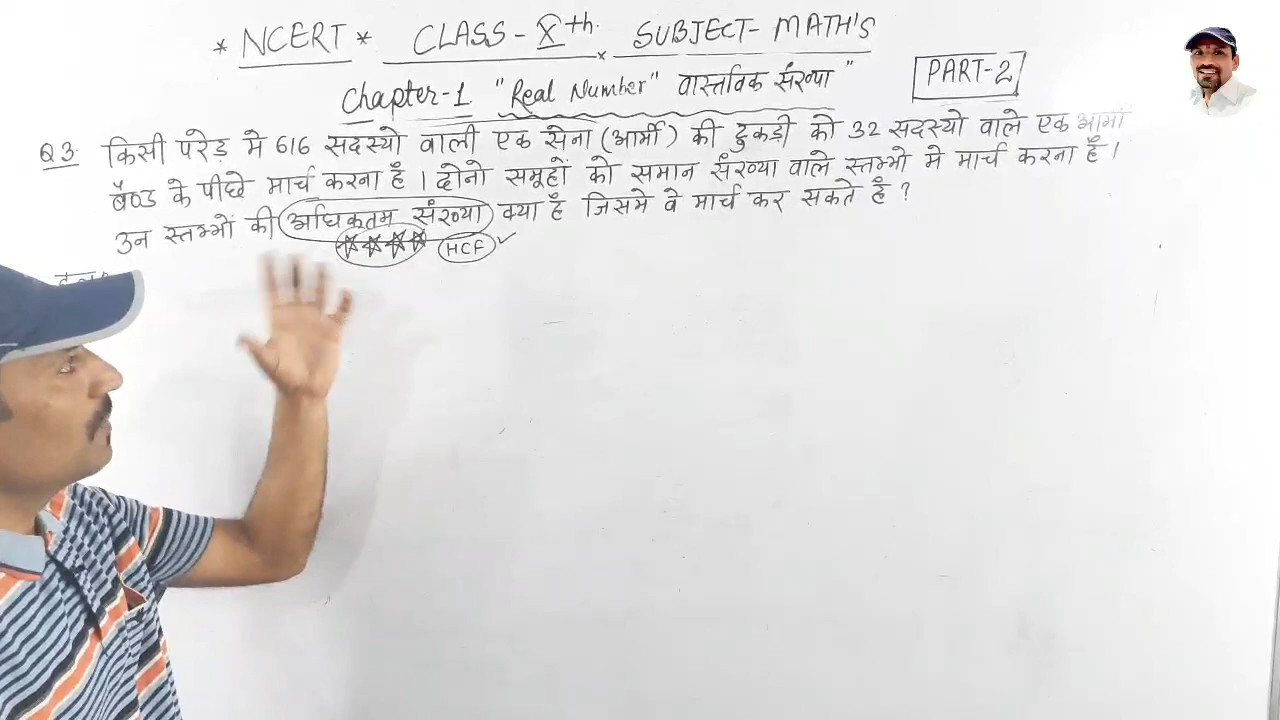 * NCERT * CLASS - Xth. SUBJECT- MATH'S
Chapter-1 "Real Number" वास्तविक संख्या" PART-2
Q3 किसी परेड मे 616 सदस्यो वाली एक सेना (आर्मी) की टुकड़ी को 32 सदस्यो वाले एक आर्मी
बैण्ड के पीछे मार्च करना हैं । दोनो समूहों को समान संख्या वाले स्तम्भो मे मार्च करना हैं ।
उन स्तम्भों की अधिकतम संख्या क्या हैं जिसमे वे मार्च कर सकते हैं ?
HCF ✓